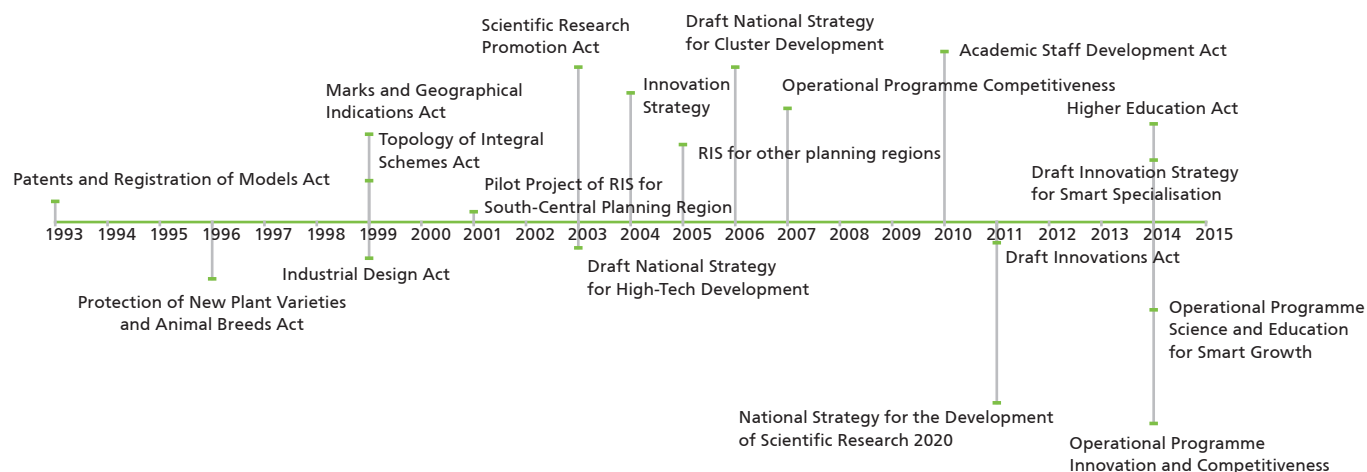 Scientific Research
Promotion Act
Draft National Strategy
for Cluster Development
Academic Staff Development Act
Marks and Geographical
Indications Act
Innovation
Strategy
Operational Programme Competitiveness
Higher Education Act
Topology of Integral
Schemes Act
RIS for other planning regions
Patents and Registration of Models Act
Pilot Project of RIS for
South-Central Planning Region
Draft Innovation Strategy
for Smart Specialisation
1993 1994 1995 1996 1997 1998 1999 2000 2001 2002 2003 2004 2005 2006 2007 2008 2009 2010 2011 2012 2013 2014 2015
Industrial Design Act
Draft National Strategy
for High-Tech Development
Draft Innovations Act
Protection of New Plant Varieties
and Animal Breeds Act
Operational Programme
Science and Education
for Smart Growth
National Strategy for the Development
of Scientific Research 2020
Operational Programme
Innovation and Competitiveness